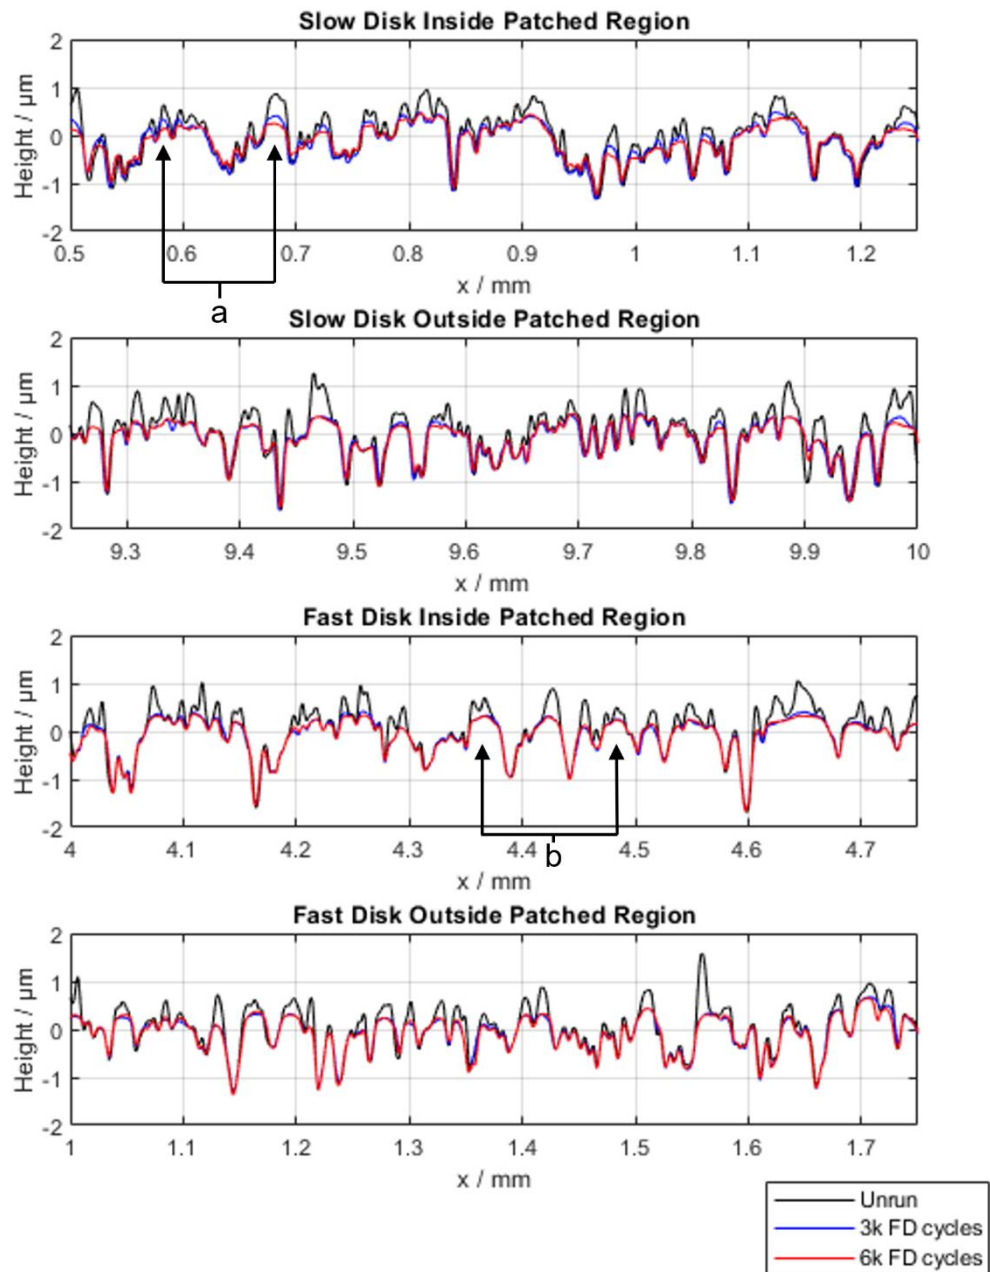 Slow Disk Inside Patched Region
2
1
0
-1
-2
Height / μm
0.5 0.6 0.7 0.8 0.9 1 1.1 1.2
x / mm
a
Slow Disk Outside Patched Region
2
1
0
-1
-2
Height / μm
9.3 9.4 9.5 9.6 9.7 9.8 9.9 10
x / mm
Fast Disk Inside Patched Region
2
1
0
-1
-2
Height / μm
4 4.1 4.2 4.3 4.4 4.5 4.6 4.7
b
x / mm
Fast Disk Outside Patched Region
2
1
0
-1
-2
Height / μm
1 1.1 1.2 1.3 1.4 1.5 1.6 1.7
x / mm
Unrun
3k FD cycles
6k FD cycles